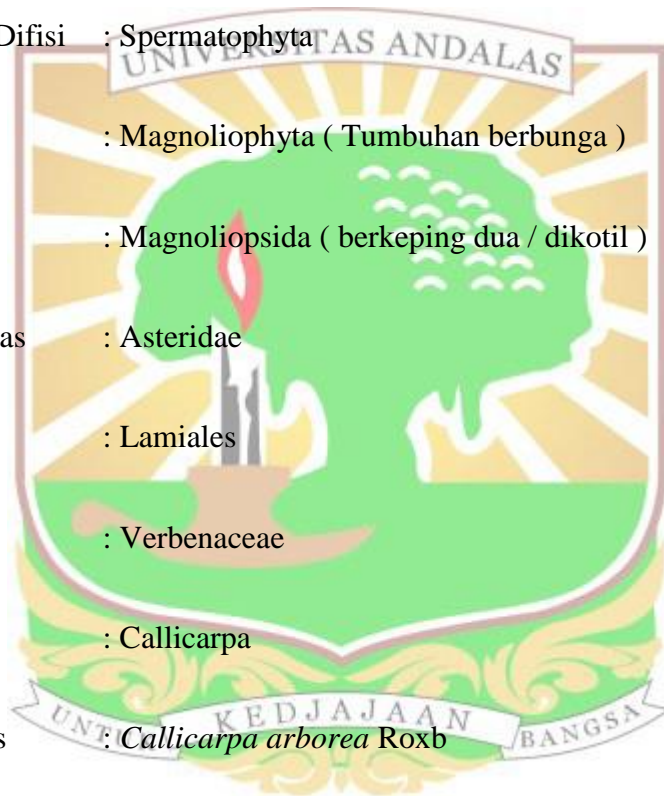 UNIVERSITAS ANDALAS
Difisi : Spermatophyta
: Magnoliophyta ( Tumbuhan berbunga )
: Magnoliopsida ( berkeping dua / dikotil )
as : Asteridae
: Lamiales
: Verbenaceae
: Callicarpa
s : Callicarpa arborea Roxb
KEDJAJAAN BANGSA